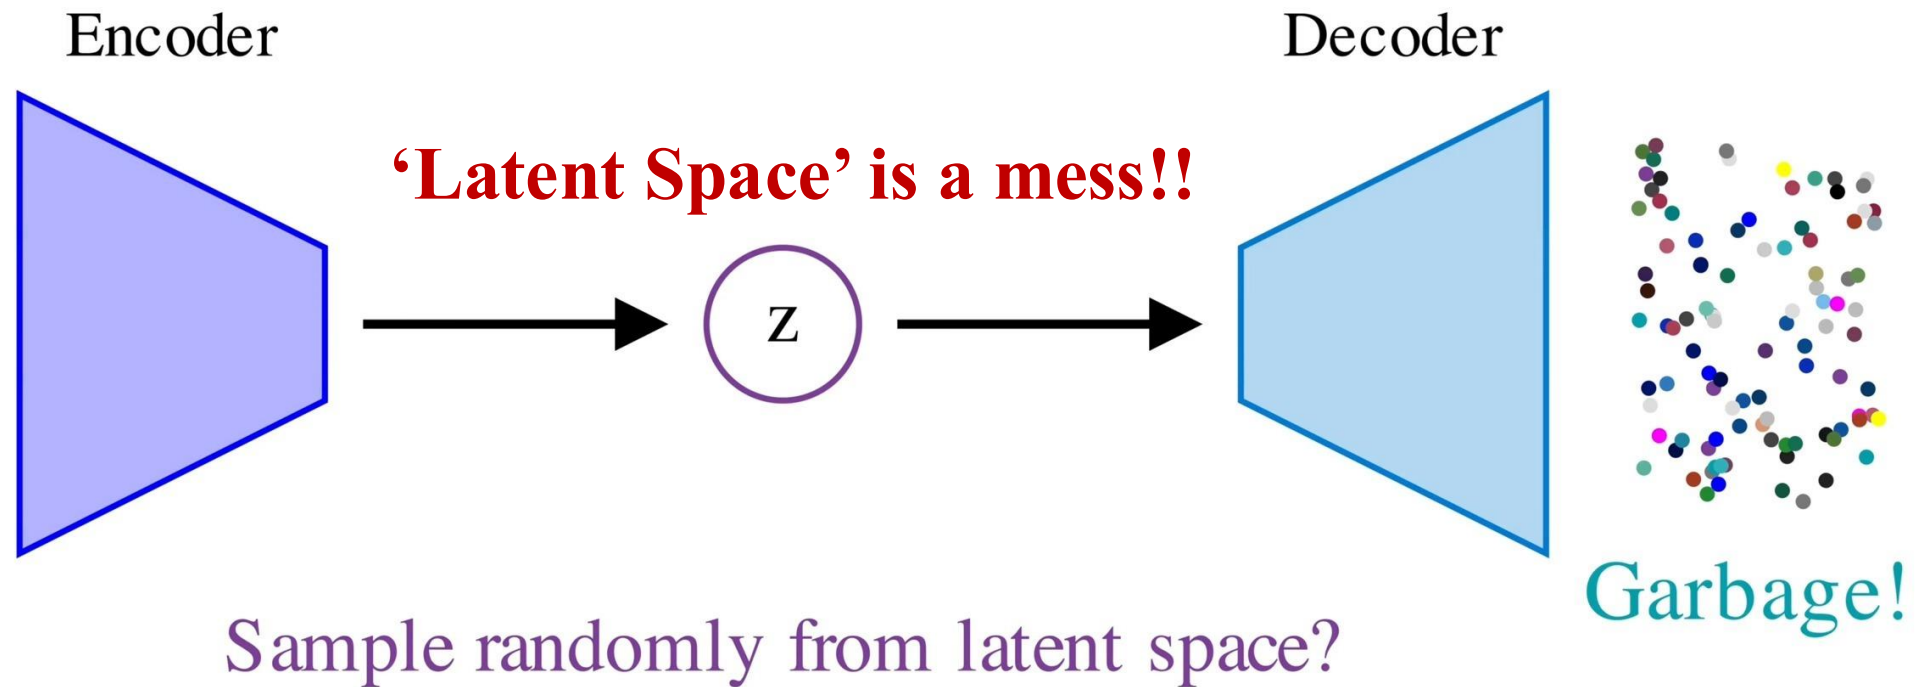 Encoder
Decoder
‘Latent Space’ is a mess!!
z
Garbage!
Sample randomly from latent space?